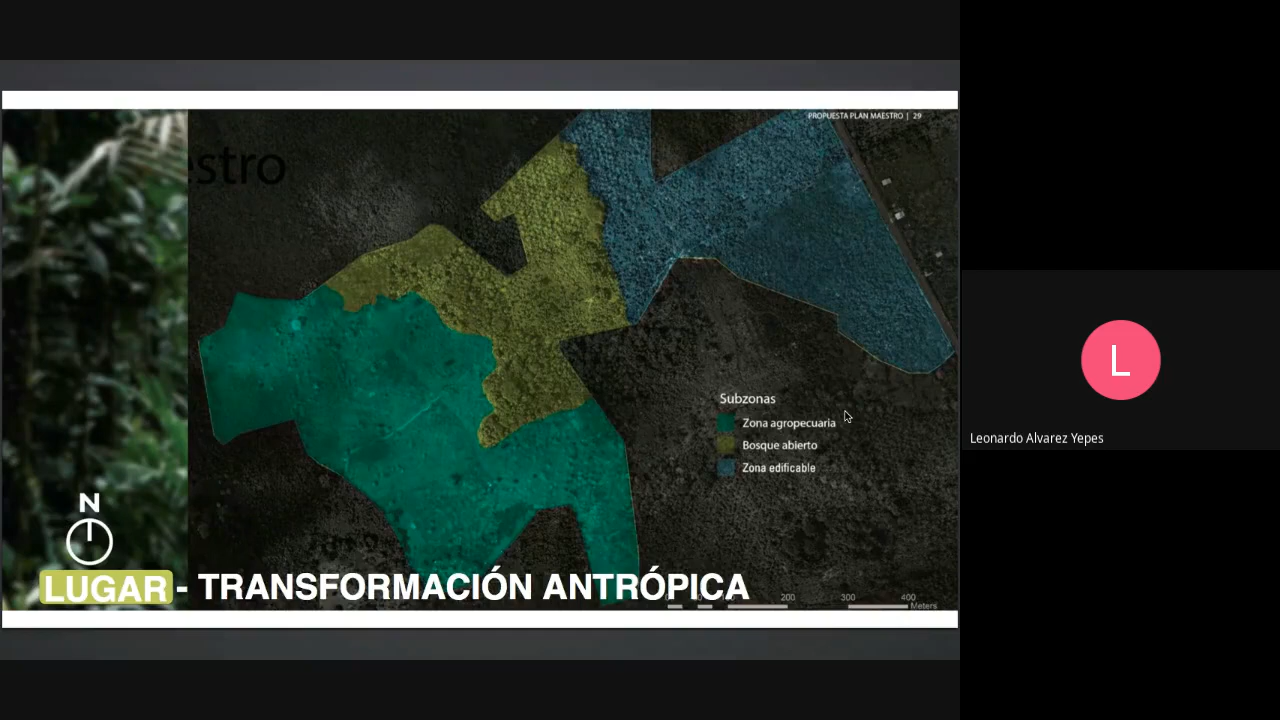 PROPUESTA PLAN MAESTRO | 29
estro
Subzonas
Zona agropecuaria
Bosque abierto
Zona edificable
N
LUGAR - TRANSFORMACIÓN ANTRÓPICA
200 300 400
Meters
L
Leonardo Alvarez Yepes